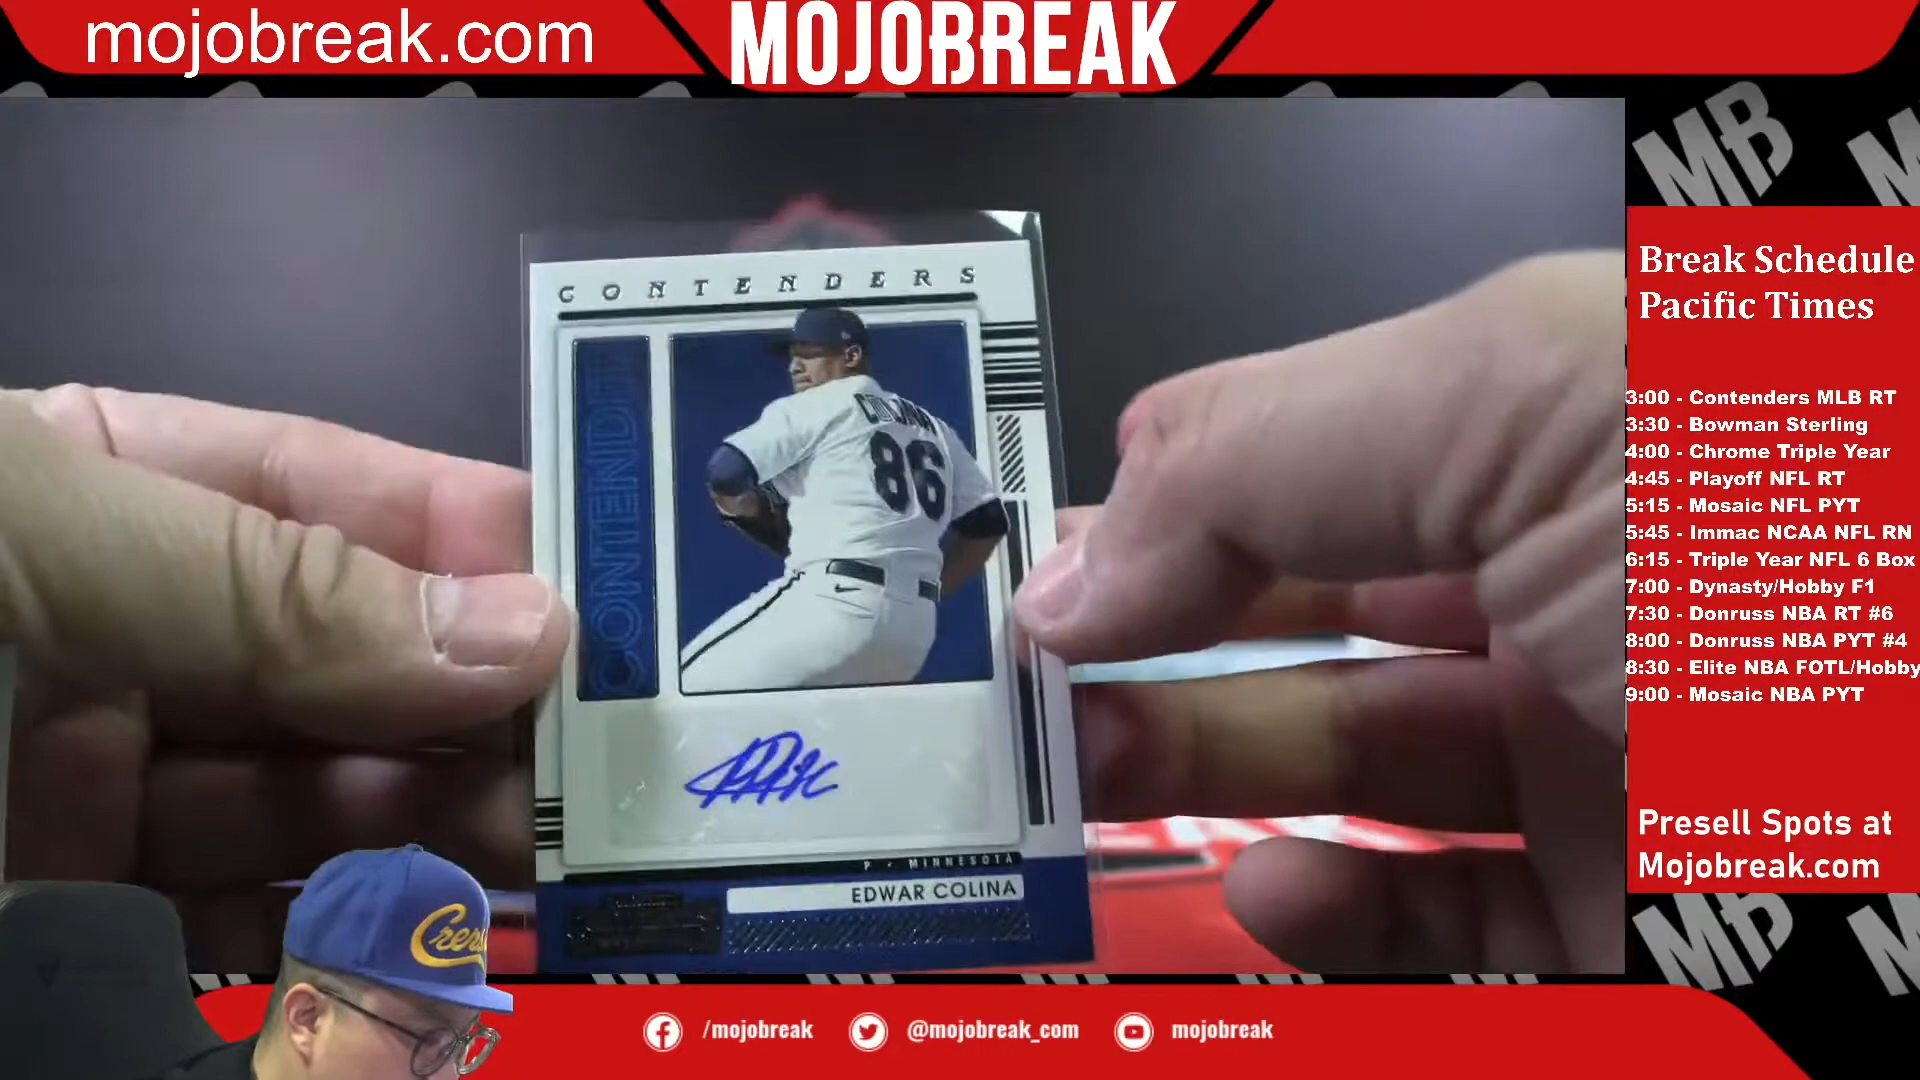 mojobreak.com
MOJOBREAK
MB
CONTENDERS
CONTENDER
COLINA
86
P • MINNESOTA
EDWAR COLINA
Break Schedule
Pacific Times
3:00 - Contenders MLB RT
3:30 - Bowman Sterling
4:00 - Chrome Triple Year
4:45 - Playoff NFL RT
5:15 - Mosaic NFL PYT
5:45 - Immac NCAA NFL RN
6:15 - Triple Year NFL 6 Box
7:00 - Dynasty/Hobby F1
7:30 - Donruss NBA RT #6
8:00 - Donruss NBA PYT #4
8:30 - Elite NBA FOTL/Hobby
9:00 - Mosaic NBA PYT
Presell Spots at
Mojobreak.com
MB
/mojobreak
@mojobreak_com
mojobreak